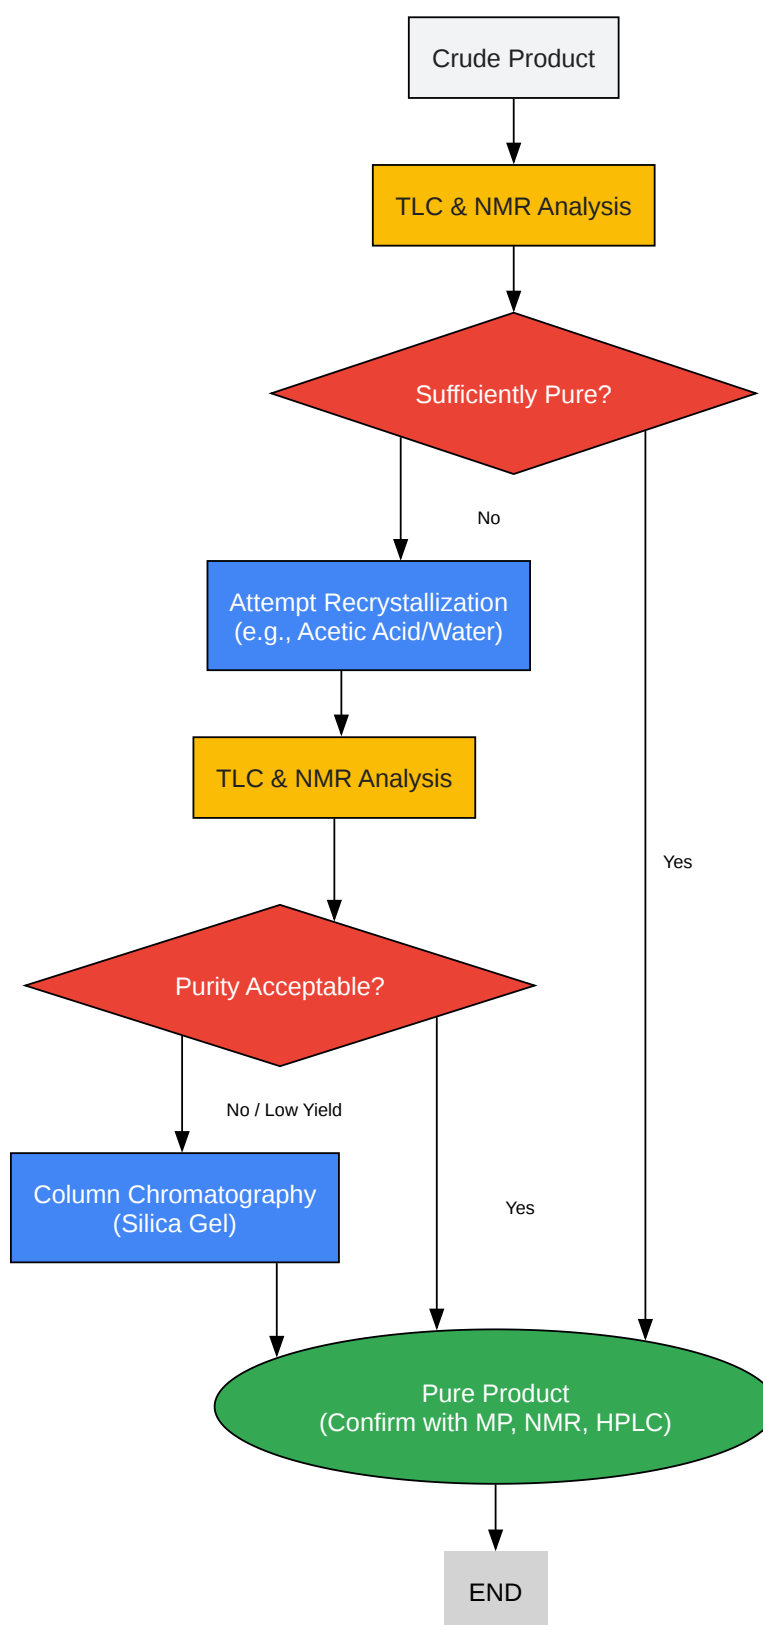 Crude Product
TLC & NMR Analysis
Sufficiently Pure?
No
Attempt Recrystallization
(e.g., Acetic Acid/Water)
TLC & NMR Analysis
Yes
Purity Acceptable?
No / Low Yield
Column Chromatography
(Silica Gel)
Yes
Pure Product
(Confirm with MP, NMR, HPLC)
END